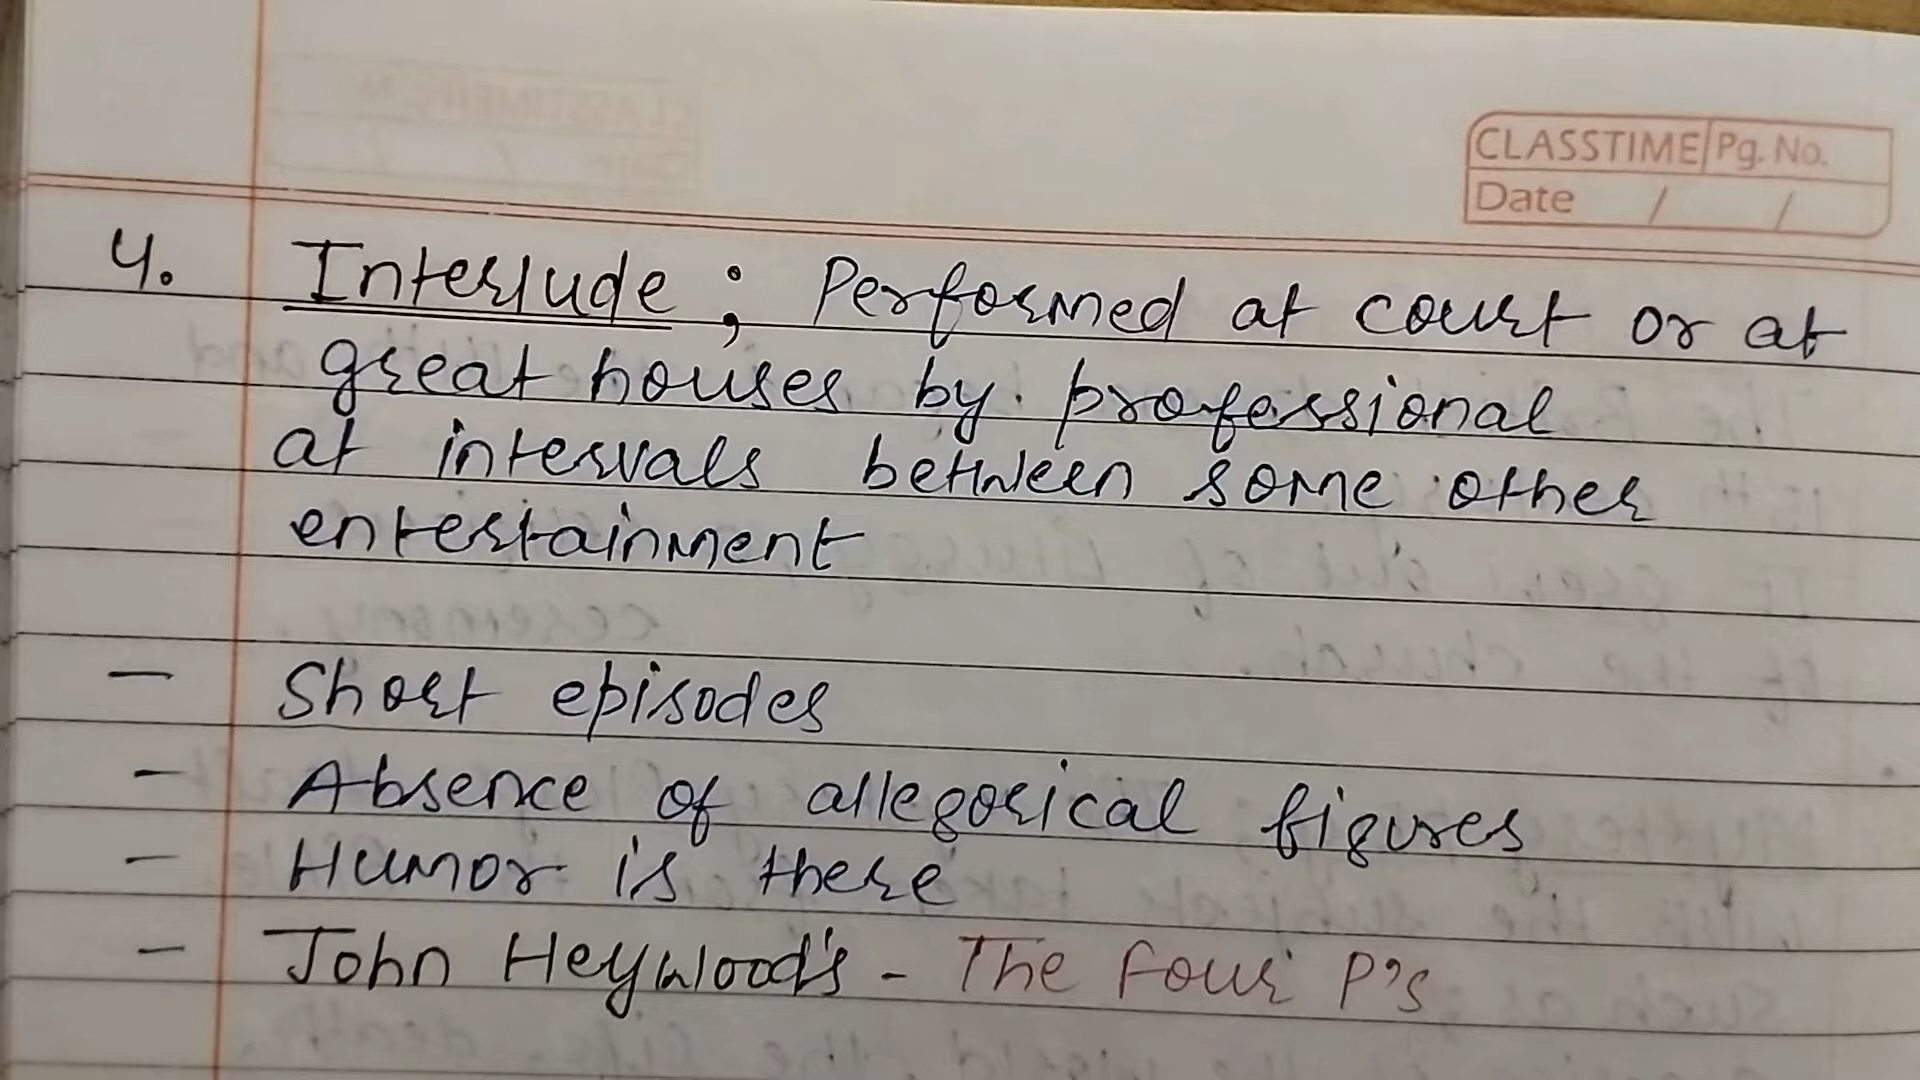 CLASSTIME Pg. No.
Date / /
4. Interlude ; Performed at court or at
great houses by professional
at intervals between some other
entertainment
- Short episodes
- Absence of allegorical figures
- Humor is there
- John Heywood's - The Four P's